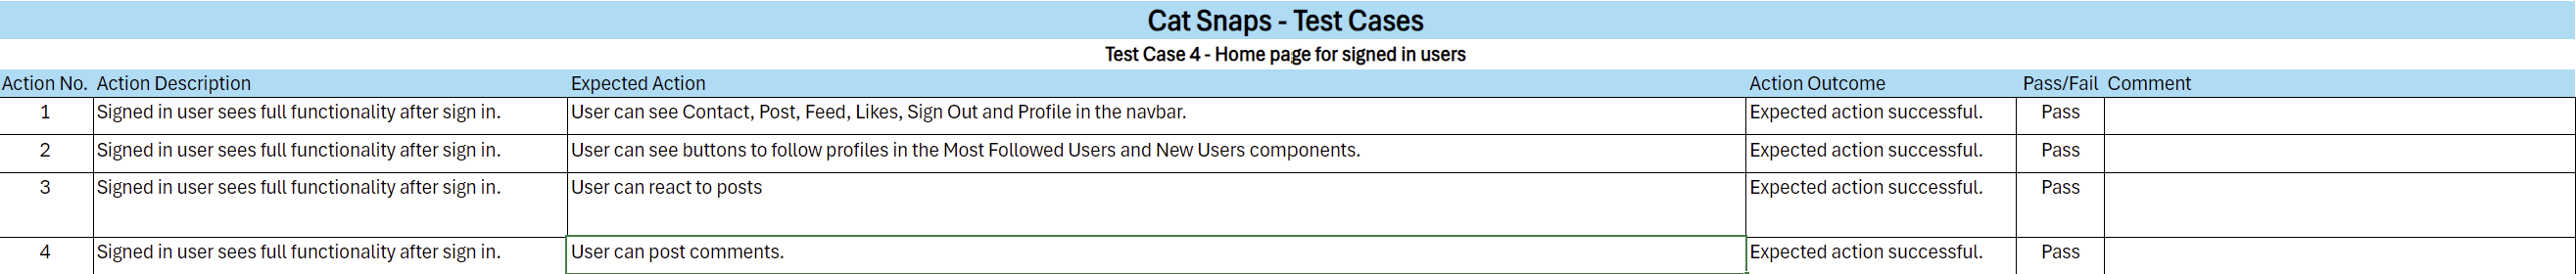 Cat Snaps - Test Cases
Test Case 4 - Home page for signed in users
Action No. Action Description Expected Action Action Outcome Pass/Fail Comment
1 Signed in user sees full functionality after sign in. User can see Contact, Post, Feed, Likes, Sign Out and Profile in the navbar. Expected action successful. Pass
2 Signed in user sees full functionality after sign in. User can see buttons to follow profiles in the Most Followed Users and New Users components. Expected action successful. Pass
3 Signed in user sees full functionality after sign in. User can react to posts Expected action successful. Pass
4 Signed in user sees full functionality after sign in. User can post comments. Expected action successful. Pass